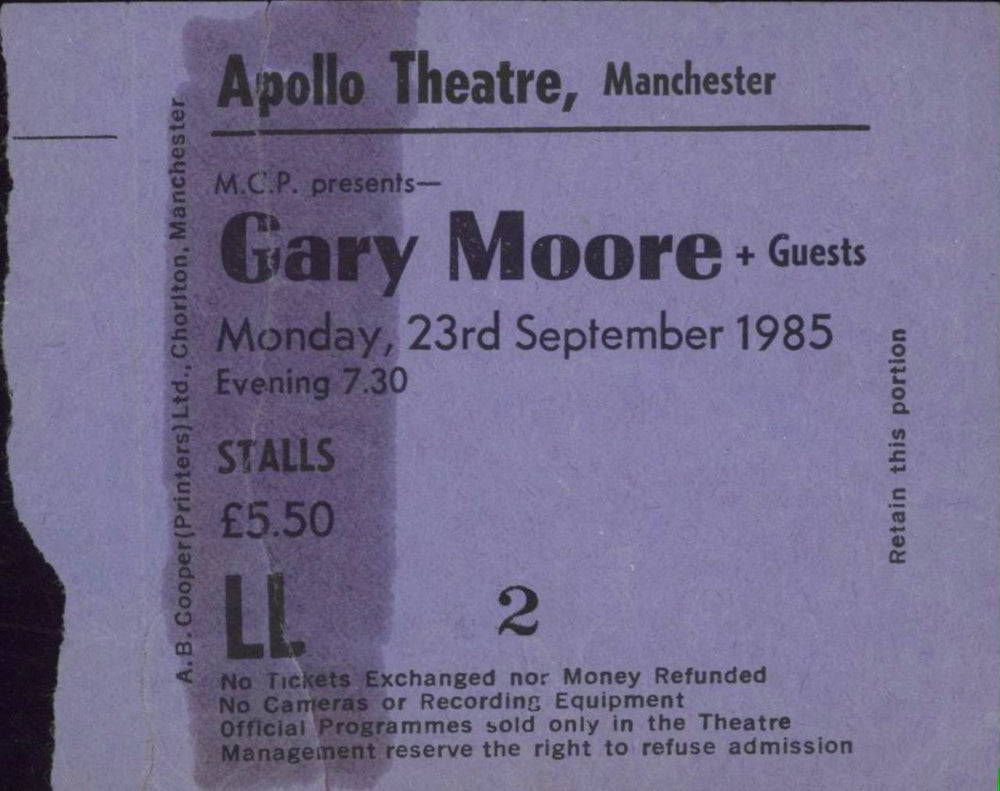 Apollo Theatre, Manchester
M.C.P. presents—
Gary Moore + Guests
Monday, 23rd September 1985
Evening 7.30
STALLS
£5.50
LL 2
No Tickets Exchanged nor Money Refunded
No Cameras or Recording Equipment
Official Programmes sold only in the Theatre
Management reserve the right to refuse admission
A.B. Cooper (Printers) Ltd., Chorlton, Manchester
Retain this portion